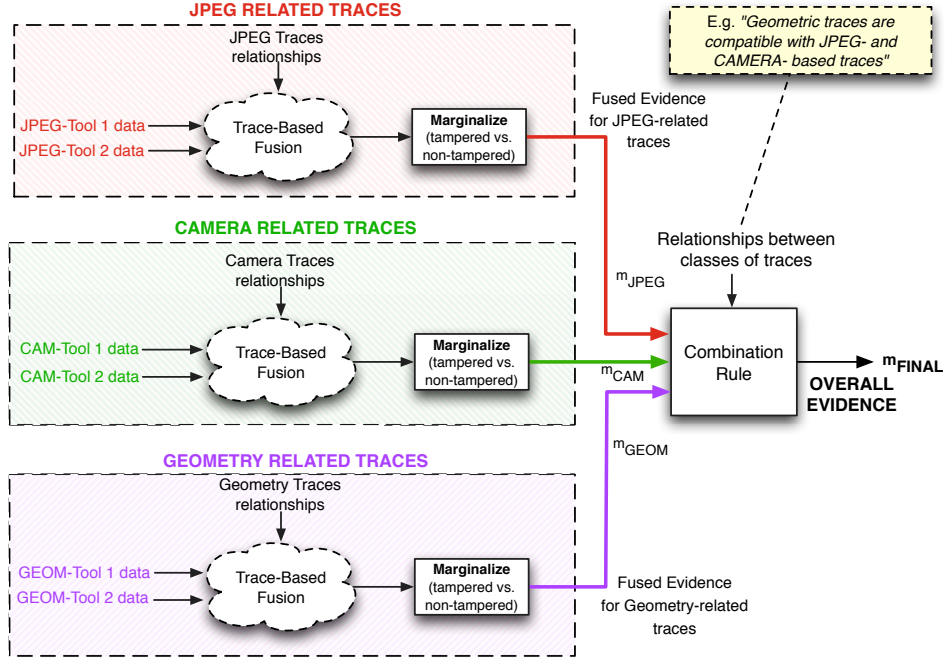 JPEG RELATED TRACES
JPEG Traces
relationships
JPEG-Tool 1 data
JPEG-Tool 2 data
Trace-Based
Fusion
Marginalize
(tampered vs.
non-tampered)
Fused Evidence
for JPEG-related
traces
E.g. "Geometric traces are
compatible with JPEG- and
CAMERA- based traces"
CAMERA RELATED TRACES
Camera Traces
relationships
CAM-Tool 1 data
CAM-Tool 2 data
Trace-Based
Fusion
Marginalize
(tampered vs.
non-tampered)
mJPEG
mCAM
mGEOM
Relationships between
classes of traces
Combination
Rule
mFINAL
OVERALL
EVIDENCE
GEOMETRY RELATED TRACES
Geometry Traces
relationships
GEOM-Tool 1 data
GEOM-Tool 2 data
Trace-Based
Fusion
Marginalize
(tampered vs.
non-tampered)
Fused Evidence
for Geometry-related
traces